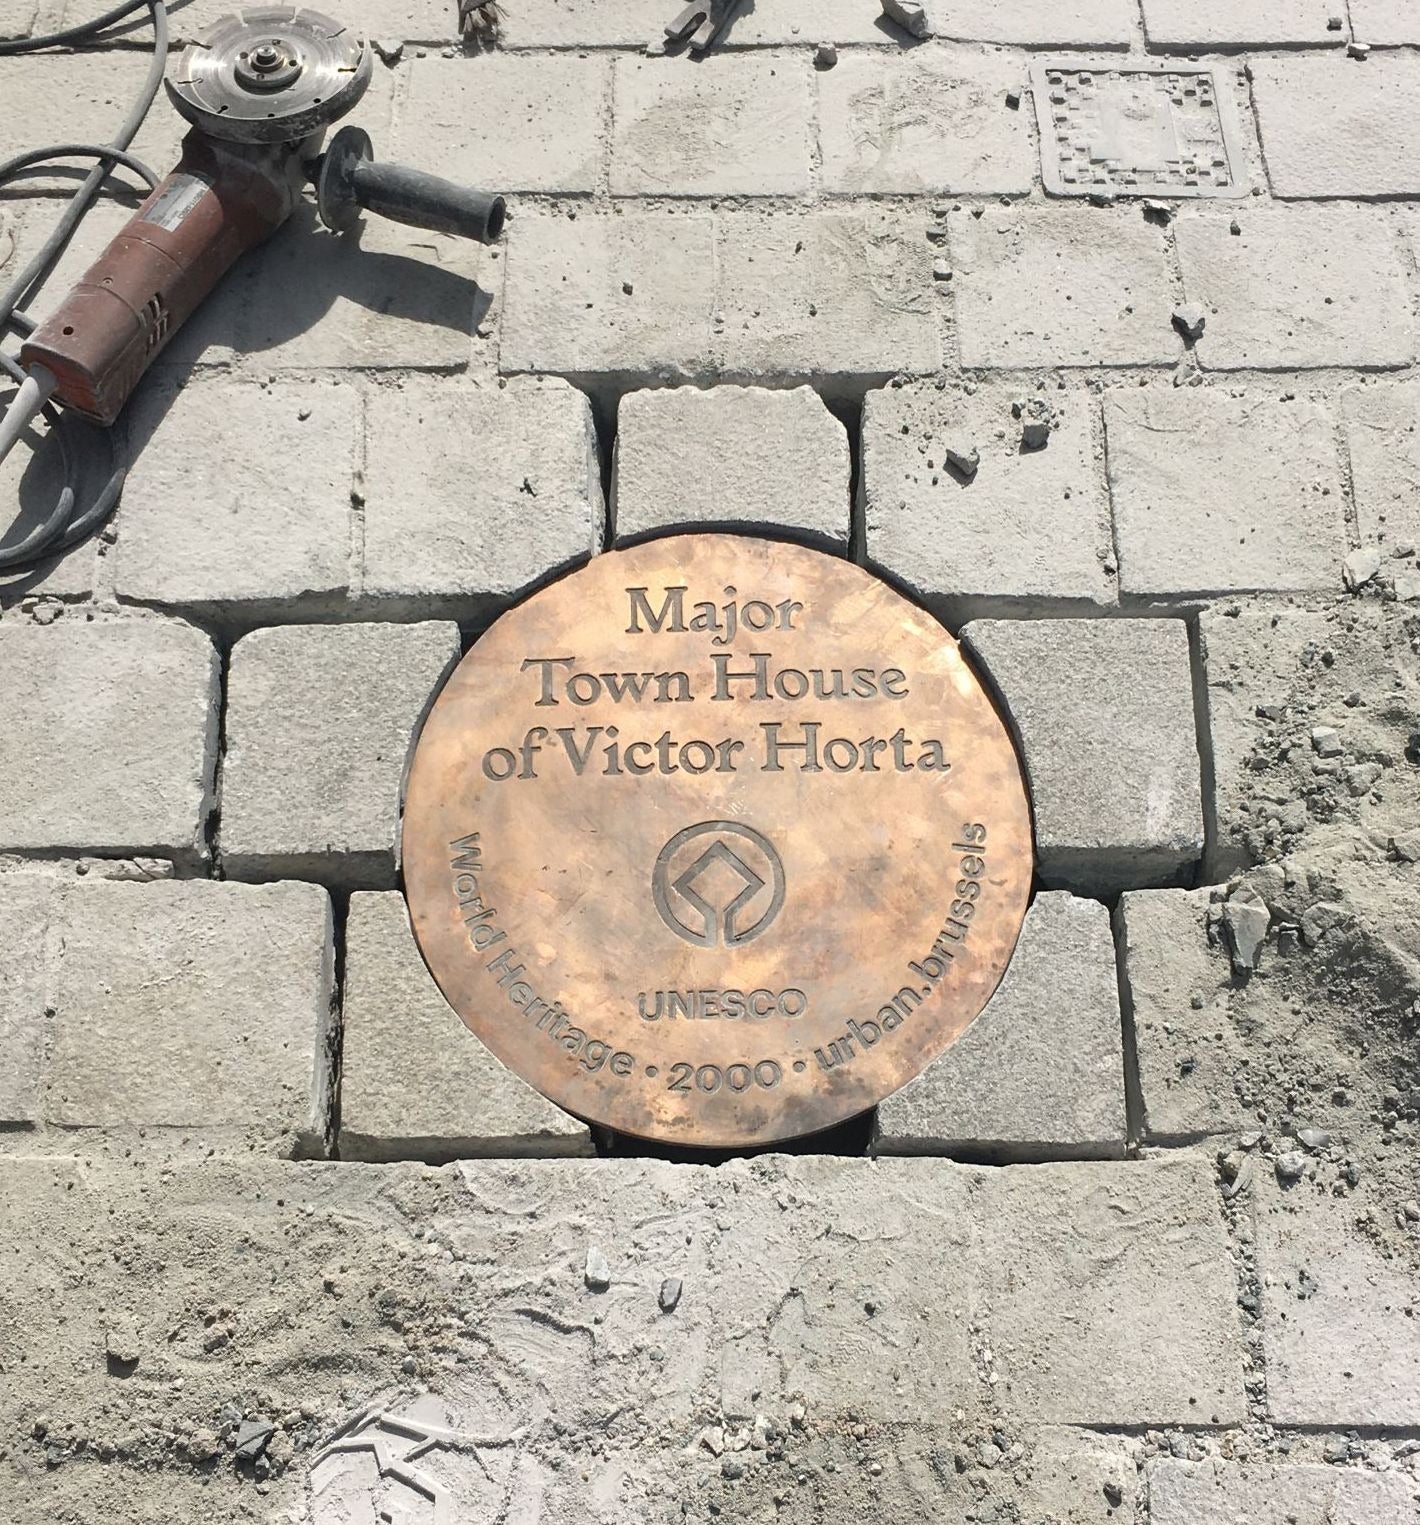 Major
Town House
of Victor Horta
UNESCO
World Heritage • 2000 • urban.brussels